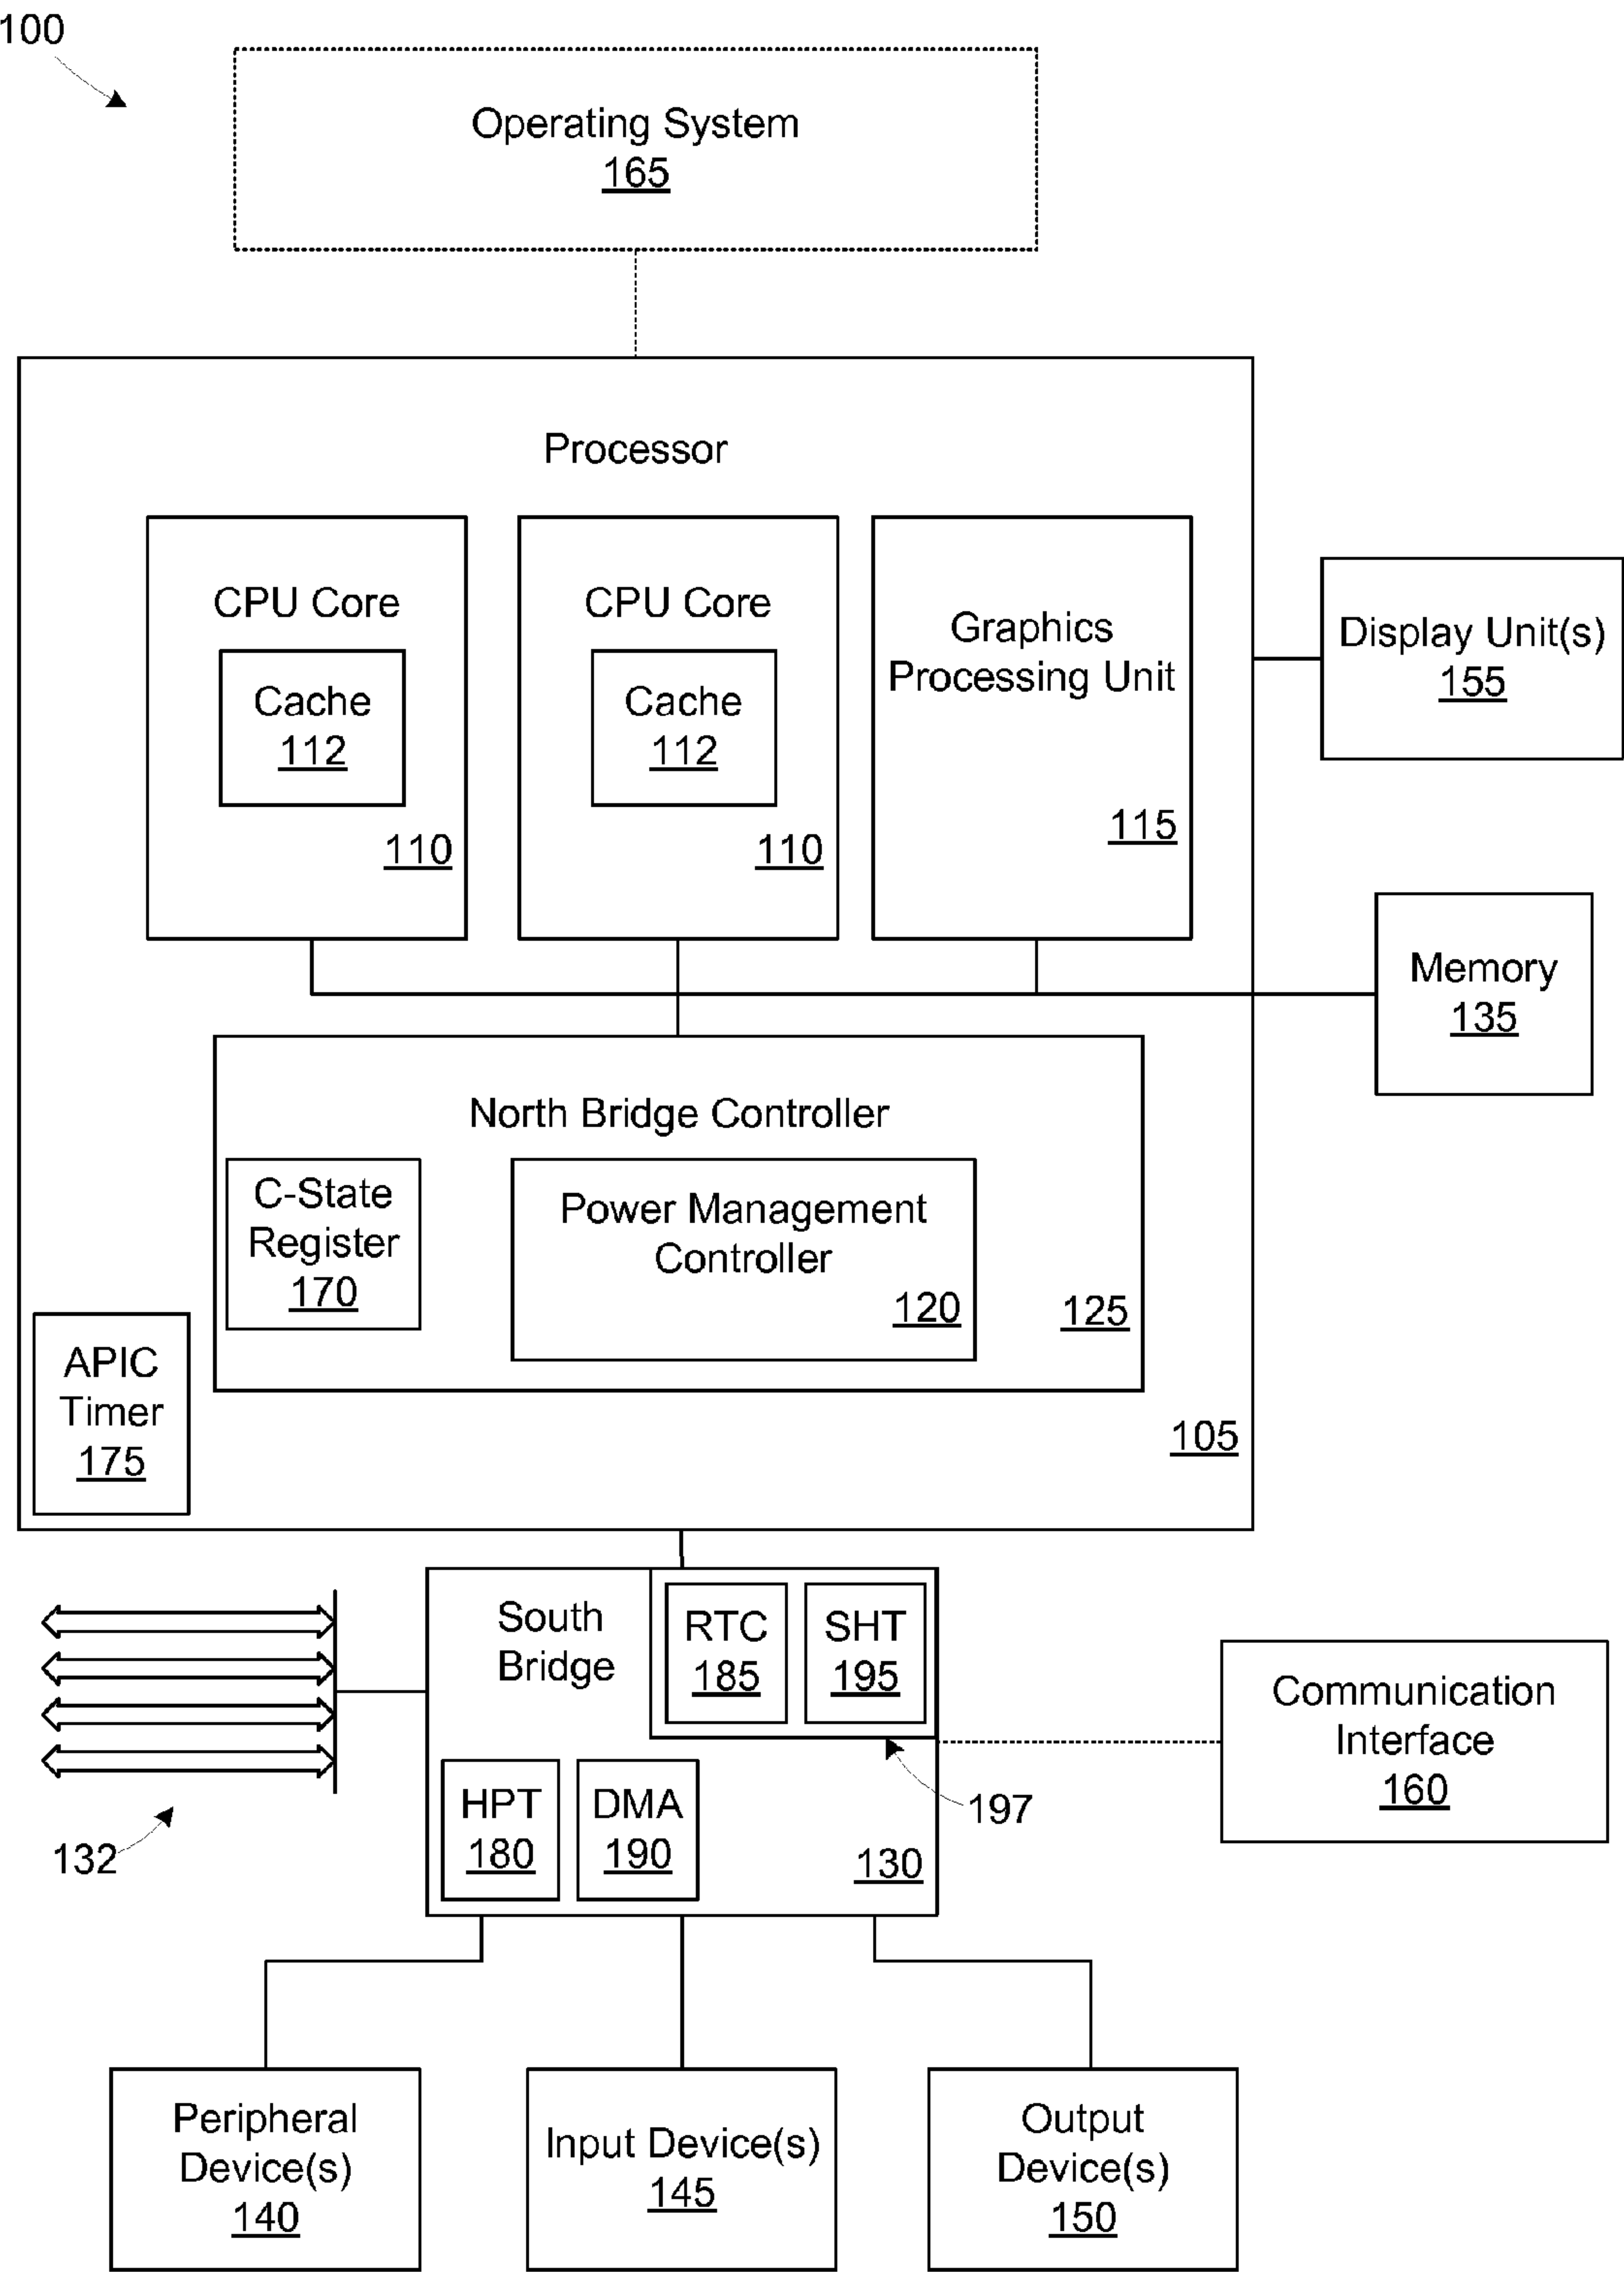 100
Operating System
165
Processor
CPU Core
Cache
112
110
CPU Core
Cache
112
110
Graphics
Processing Unit
115
Display Unit(s)
155
Memory
135
North Bridge Controller
C-State
Register
170
Power Management
Controller
120
125
APIC
Timer
175
105
South
Bridge
RTC
185
SHT
195
197
HPT
180
DMA
190
130
132
Communication
Interface
160
Peripheral
Device(s)
140
Input Device(s)
145
Output
Device(s)
150